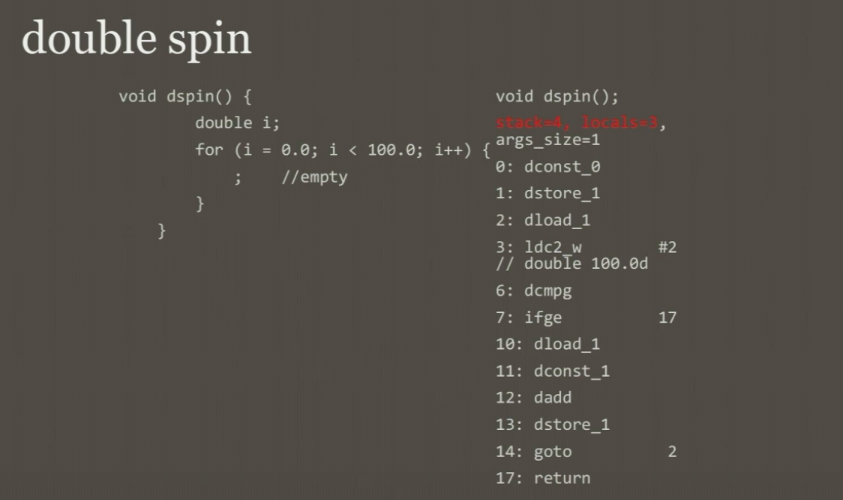 double spin
void dspin() {
double i;
for (i = 0.0; i < 100.0; i++) {
; //empty
}
}
void dspin();
stack=4, locals=3,
args_size=1
0: dconst_0
1: dstore_1
2: dload_1
3: ldc2_w #2
// double 100.0d
6: dcmpg
7: ifge 17
10: dload_1
11: dconst_1
12: dadd
13: dstore_1
14: goto 2
17: return